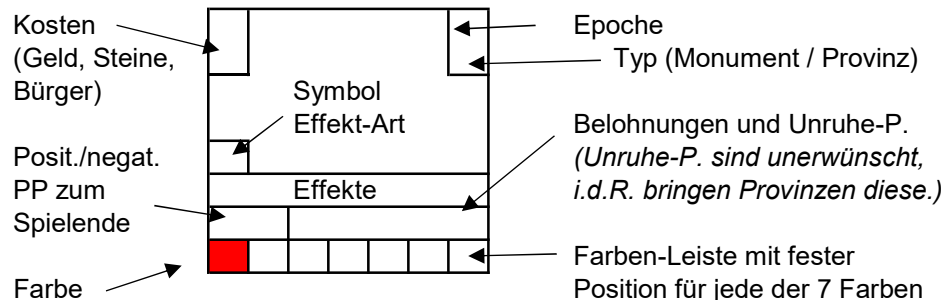 Kosten
(Geld, Steine,
Bürger)
Posit./negat.
PP zum
Spielende
Farbe
Symbol
Effekt-Art
Effekte
Epoche
Typ (Monument / Provinz)
Belohnungen und Unruhe-P.
(Unruhe-P. sind unerwünscht,
i.d.R. bringen Provinzen diese.)
Farben-Leiste mit fester
Position für jede der 7 Farben